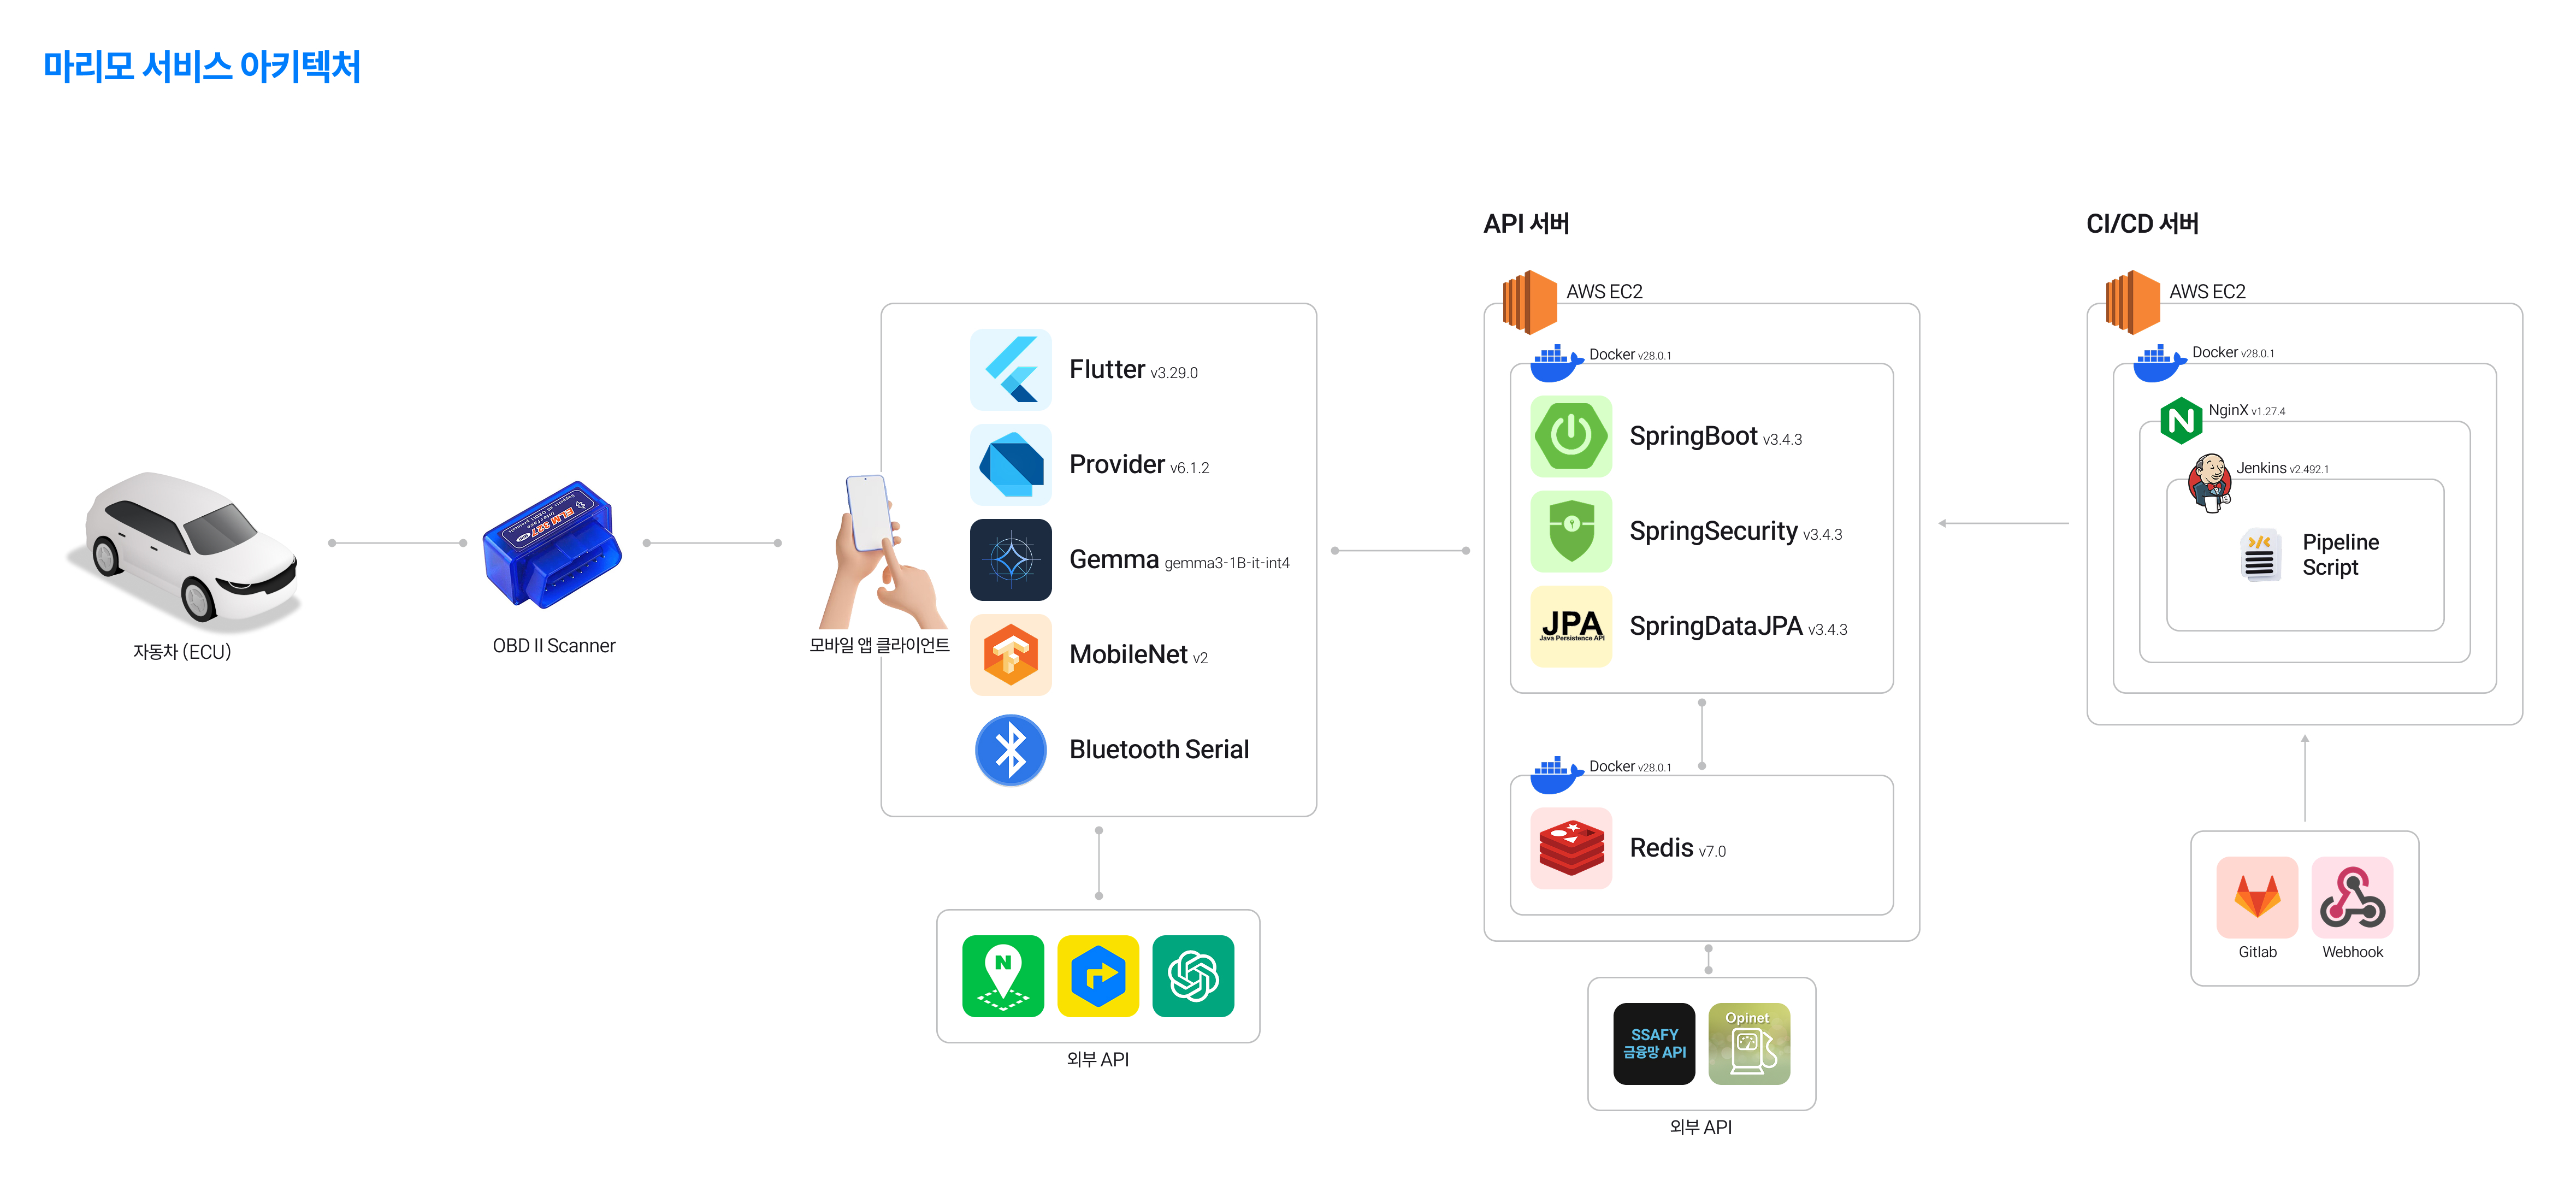 마리모 서비스 아키텍처
자동차 (ECU)
ELM 327
OBD II Scanner
모바일 앱 클라이언트
Flutter v3.29.0
Provider v6.1.2
Gemma gemma3-1B-it-int4
MobileNet v2
Bluetooth Serial
N
외부 API
API 서버
AWS EC2
Docker v28.0.1
SpringBoot v3.4.3
SpringSecurity v3.4.3
JPA
Java Persistence API
SpringDataJPA v3.4.3
Docker v28.0.1
Redis v7.0
SSAFY
금융망 API
Opinet
외부 API
CI/CD 서버
AWS EC2
Docker v28.0.1
N
NginX v1.27.4
Jenkins v2.492.1
Pipeline
Script
Gitlab
Webhook